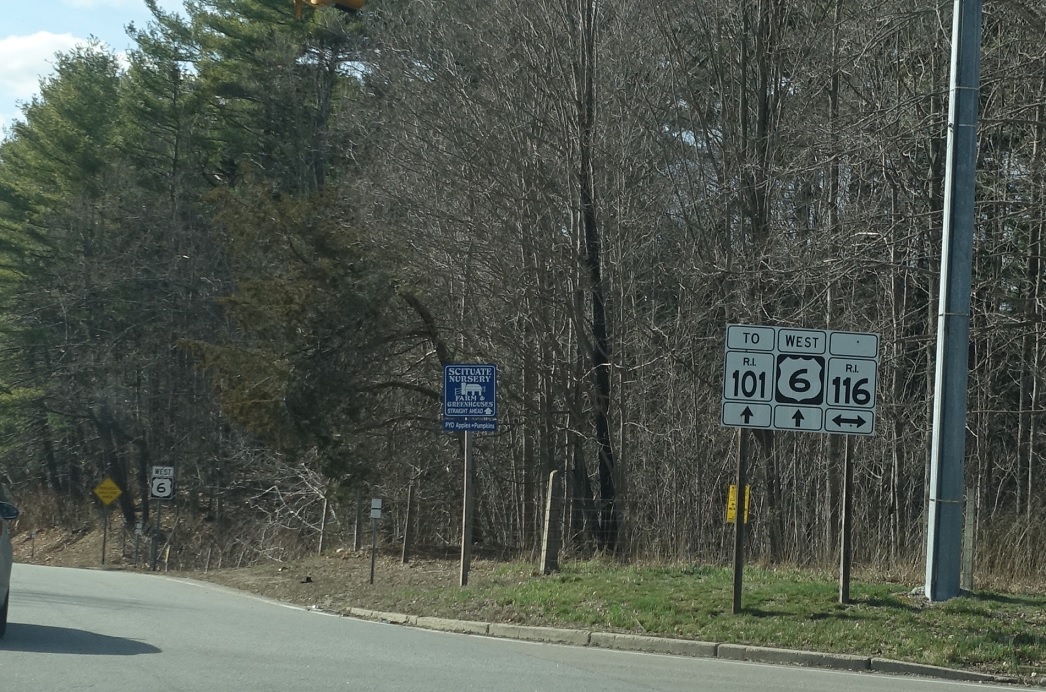 WEST
6
SCITUATE
NURSERY
FARM &
GREENHOUSES
STRAIGHT AHEAD
PYO Apples • Pumpkins
TO
R.I.
101
WEST
6
R.I.
116